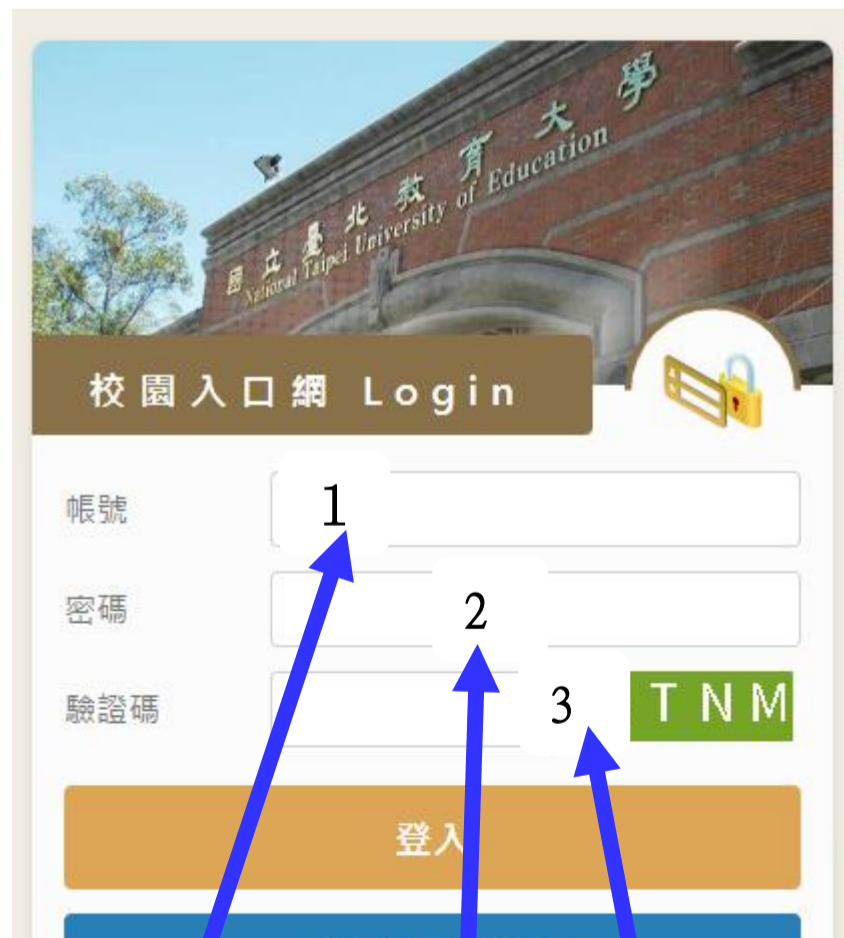 國立臺北教育大學
National Taipei University of Education
校園入口網 Login
帳號 1
密碼 2
驗證碼 3 TNM
登入